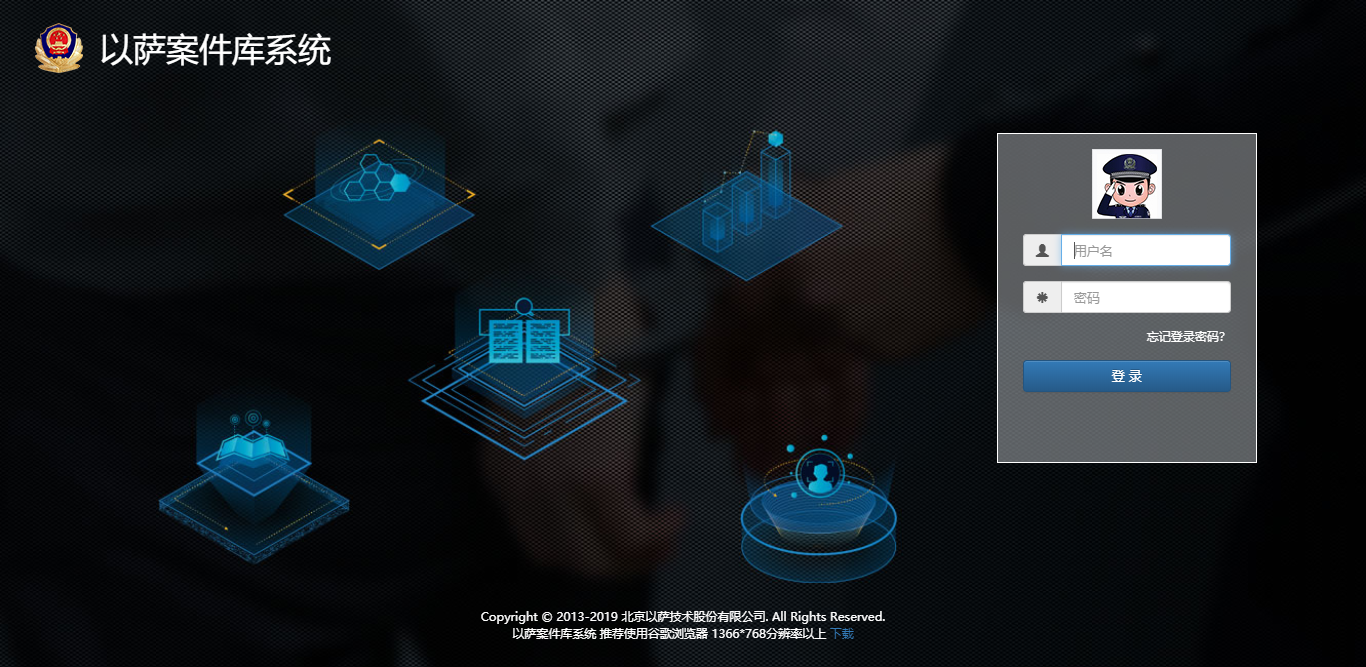 以萨案件库系统
用户名
密码
忘记登录密码?
登 录
Copyright © 2013-2019 北京以萨技术股份有限公司. All Rights Reserved.
以萨案件库系统 推荐使用谷歌浏览器 1366*768分辨率以上 下载